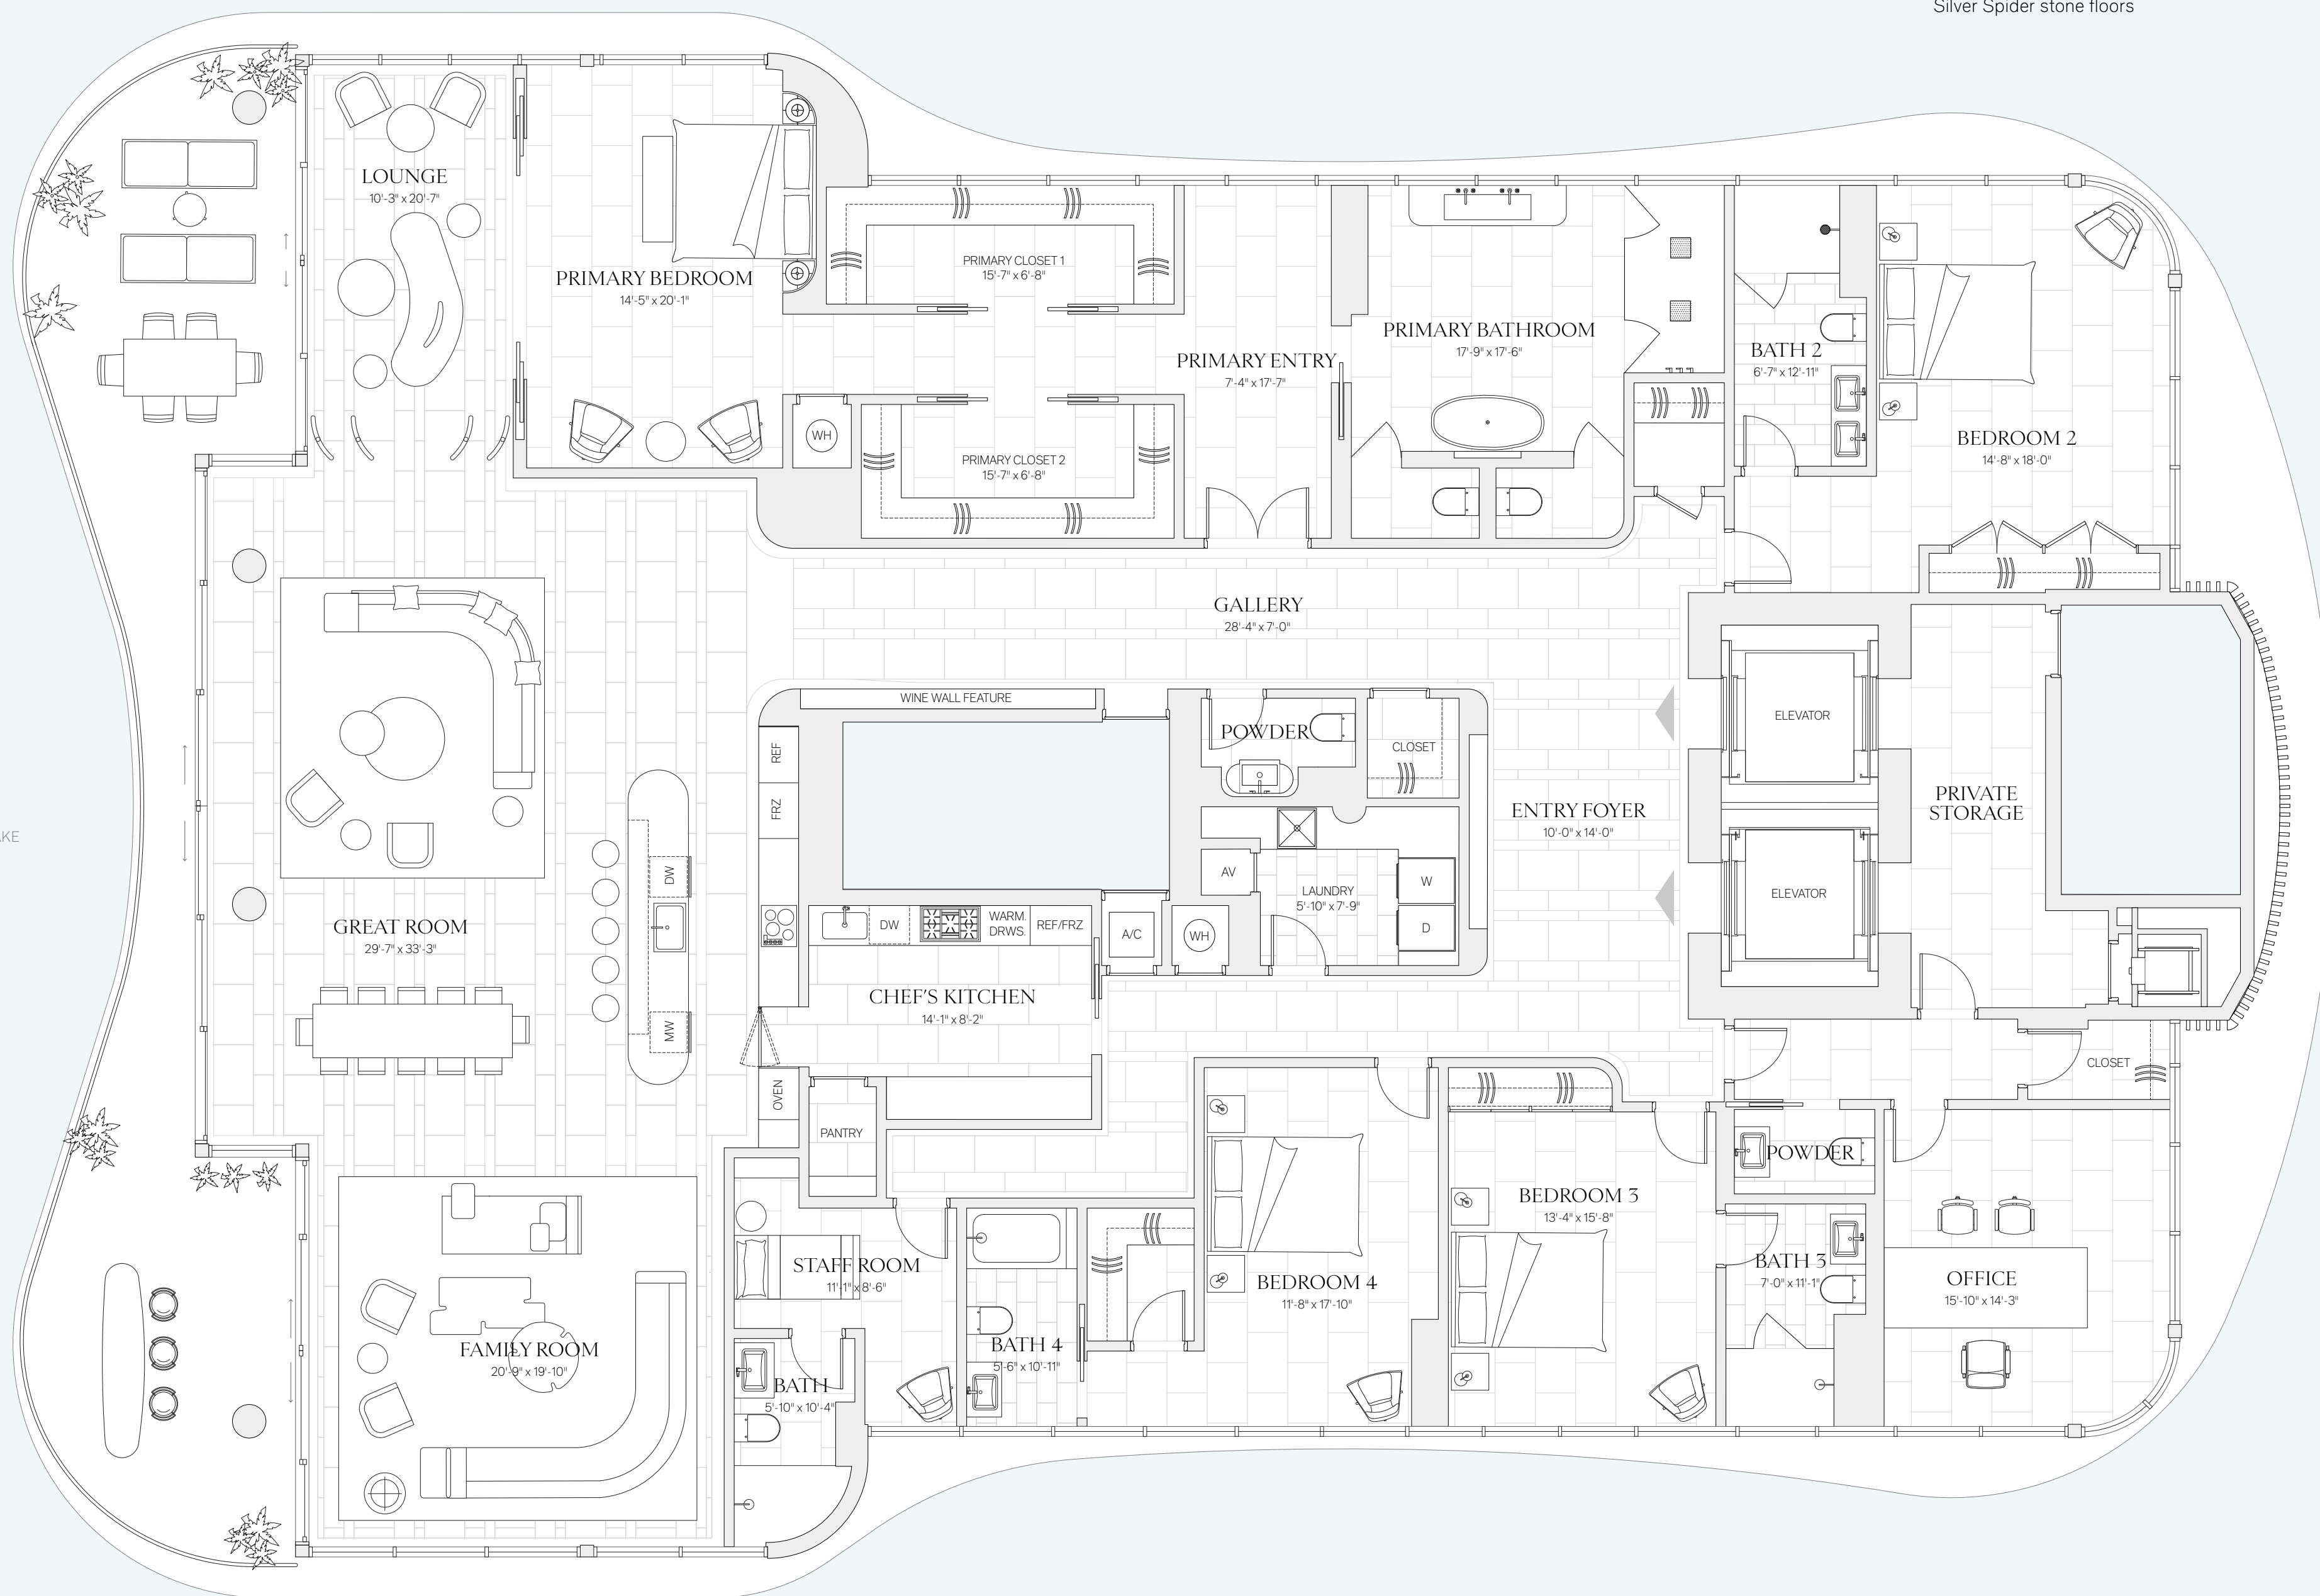 Silver Spider stone floors
LOUNGE
10'-3" x 20'-7"
PRIMARY BEDROOM
14'-5" x 20'-1"
PRIMARY CLOSET 1
15'-7" x 6'-8"
PRIMARY ENTRY
7'-4" x 17'-7"
PRIMARY BATHROOM
17'-9" x 17'-6"
BATH 2
6'-7" x 12'-11"
BEDROOM 2
14'-8" x 18'-0"
WH
PRIMARY CLOSET 2
15'-7" x 6'-8"
GALLERY
28'-4" x 7'-0"
WINE WALL FEATURE
REF
FRZ
POWDER
CLOSET
ELEVATOR
ENTRY FOYER
10'-0" x 14'-0"
PRIVATE
STORAGE
AKE
DW
AV
LAUNDRY
5'-10" x 7'-9"
W
D
ELEVATOR
GREAT ROOM
29'-7" x 33'-3"
DW
WARM.
DRWS.
REF/FRZ
A/C
WH
CHEF'S KITCHEN
14'-1" x 8'-2"
MW
OVEN
PANTRY
CLOSET
POWDER
BEDROOM 3
13'-4" x 15'-8"
STAFF ROOM
11'-1" x 8'-6"
BEDROOM 4
11'-8" x 17'-10"
BATH 3
7'-0" x 11'-1"
OFFICE
15'-10" x 14'-3"
FAMILY ROOM
20'-9" x 19'-10"
BATH 4
5'-6" x 10'-11"
BATH
5'-10" x 10'-4"